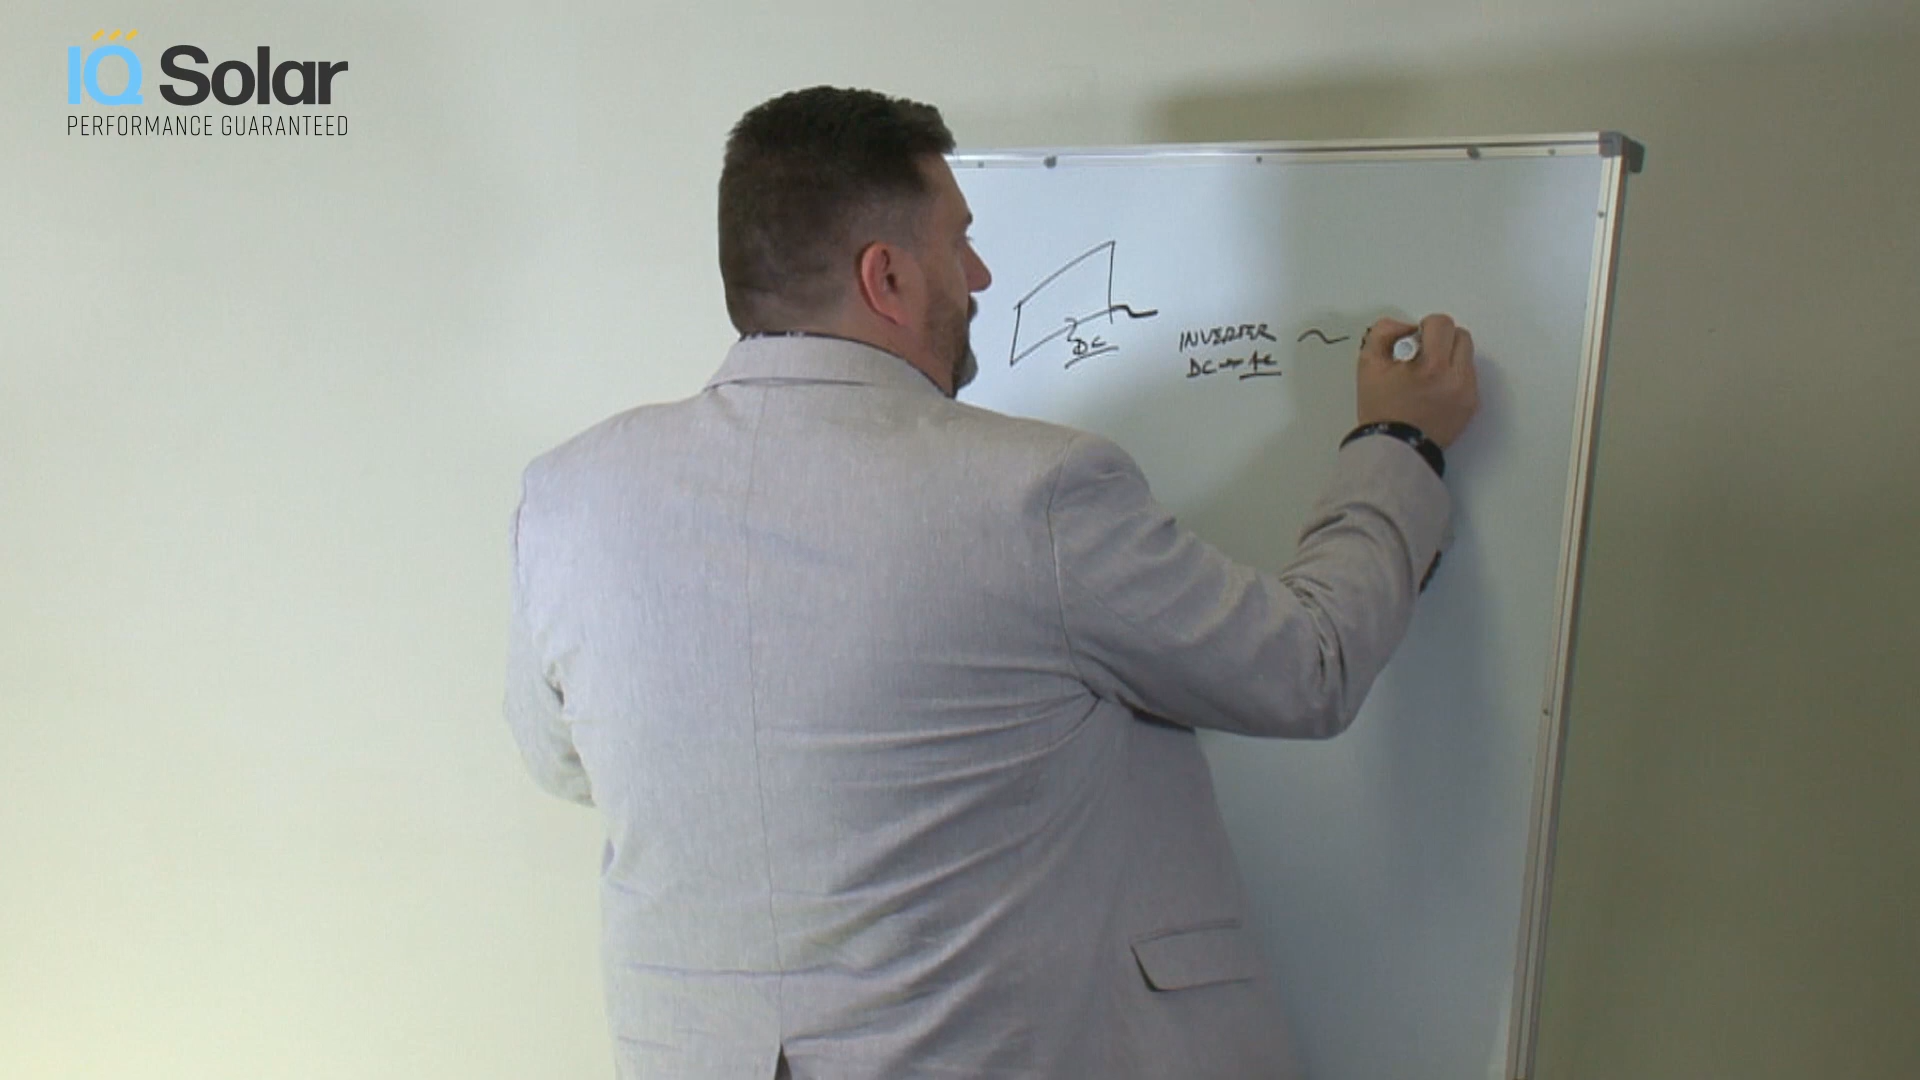 IQ Solar
PERFORMANCE GUARANTEED
DC
INVERTER
DC → AC